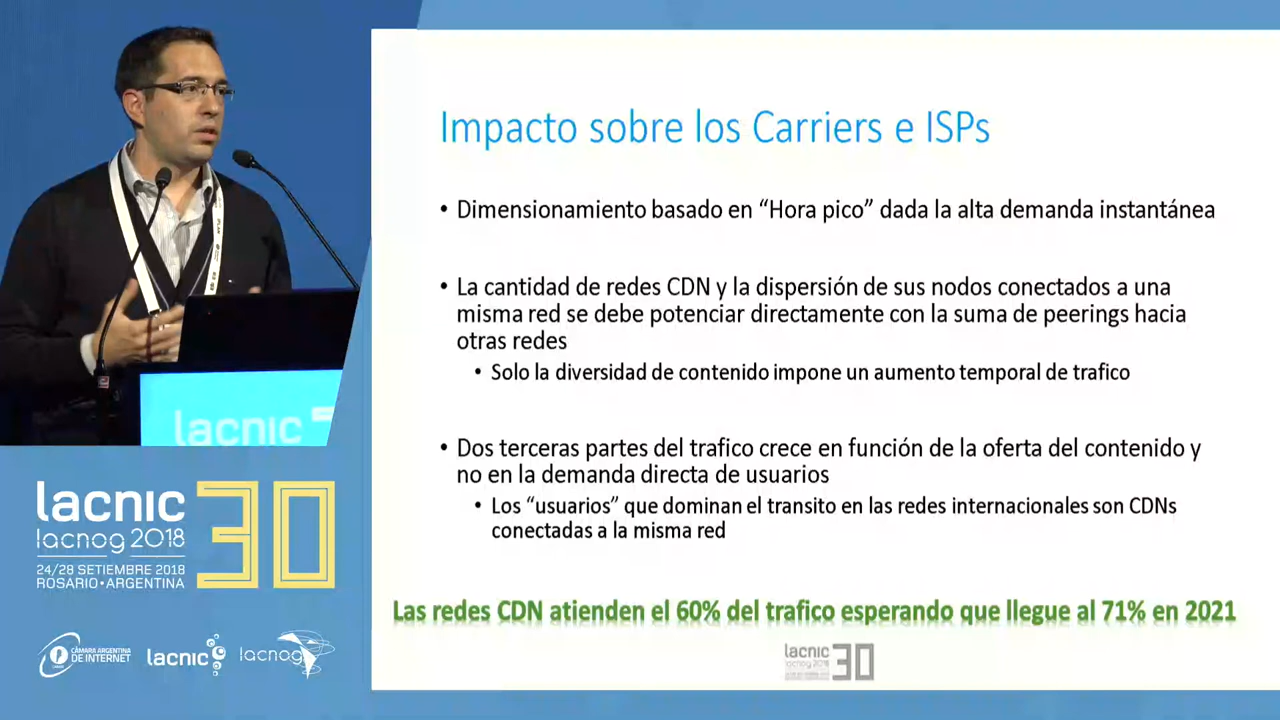 Impacto sobre los Carriers e ISPs
• Dimensionamiento basado en “Hora pico” dada la alta demanda instantánea
• La cantidad de redes CDN y la dispersión de sus nodos conectados a una
misma red se debe potenciar directamente con la suma de peerings hacia
otras redes
• Solo la diversidad de contenido impone un aumento temporal de trafico
• Dos terceras partes del trafico crece en función de la oferta del contenido y
no en la demanda directa de usuarios
• Los “usuarios” que dominan el transito en las redes internacionales son CDNs
conectadas a la misma red
Las redes CDN atienden el 60% del trafico esperando que llegue al 71% en 2021
lacnic 30
lacnic
lacnic 30
lacnog 2018
24/28 SETIEMBRE 2018
ROSARIO•ARGENTINA
CÁMARA ARGENTINA
DE INTERNET
lacnic
lacnog